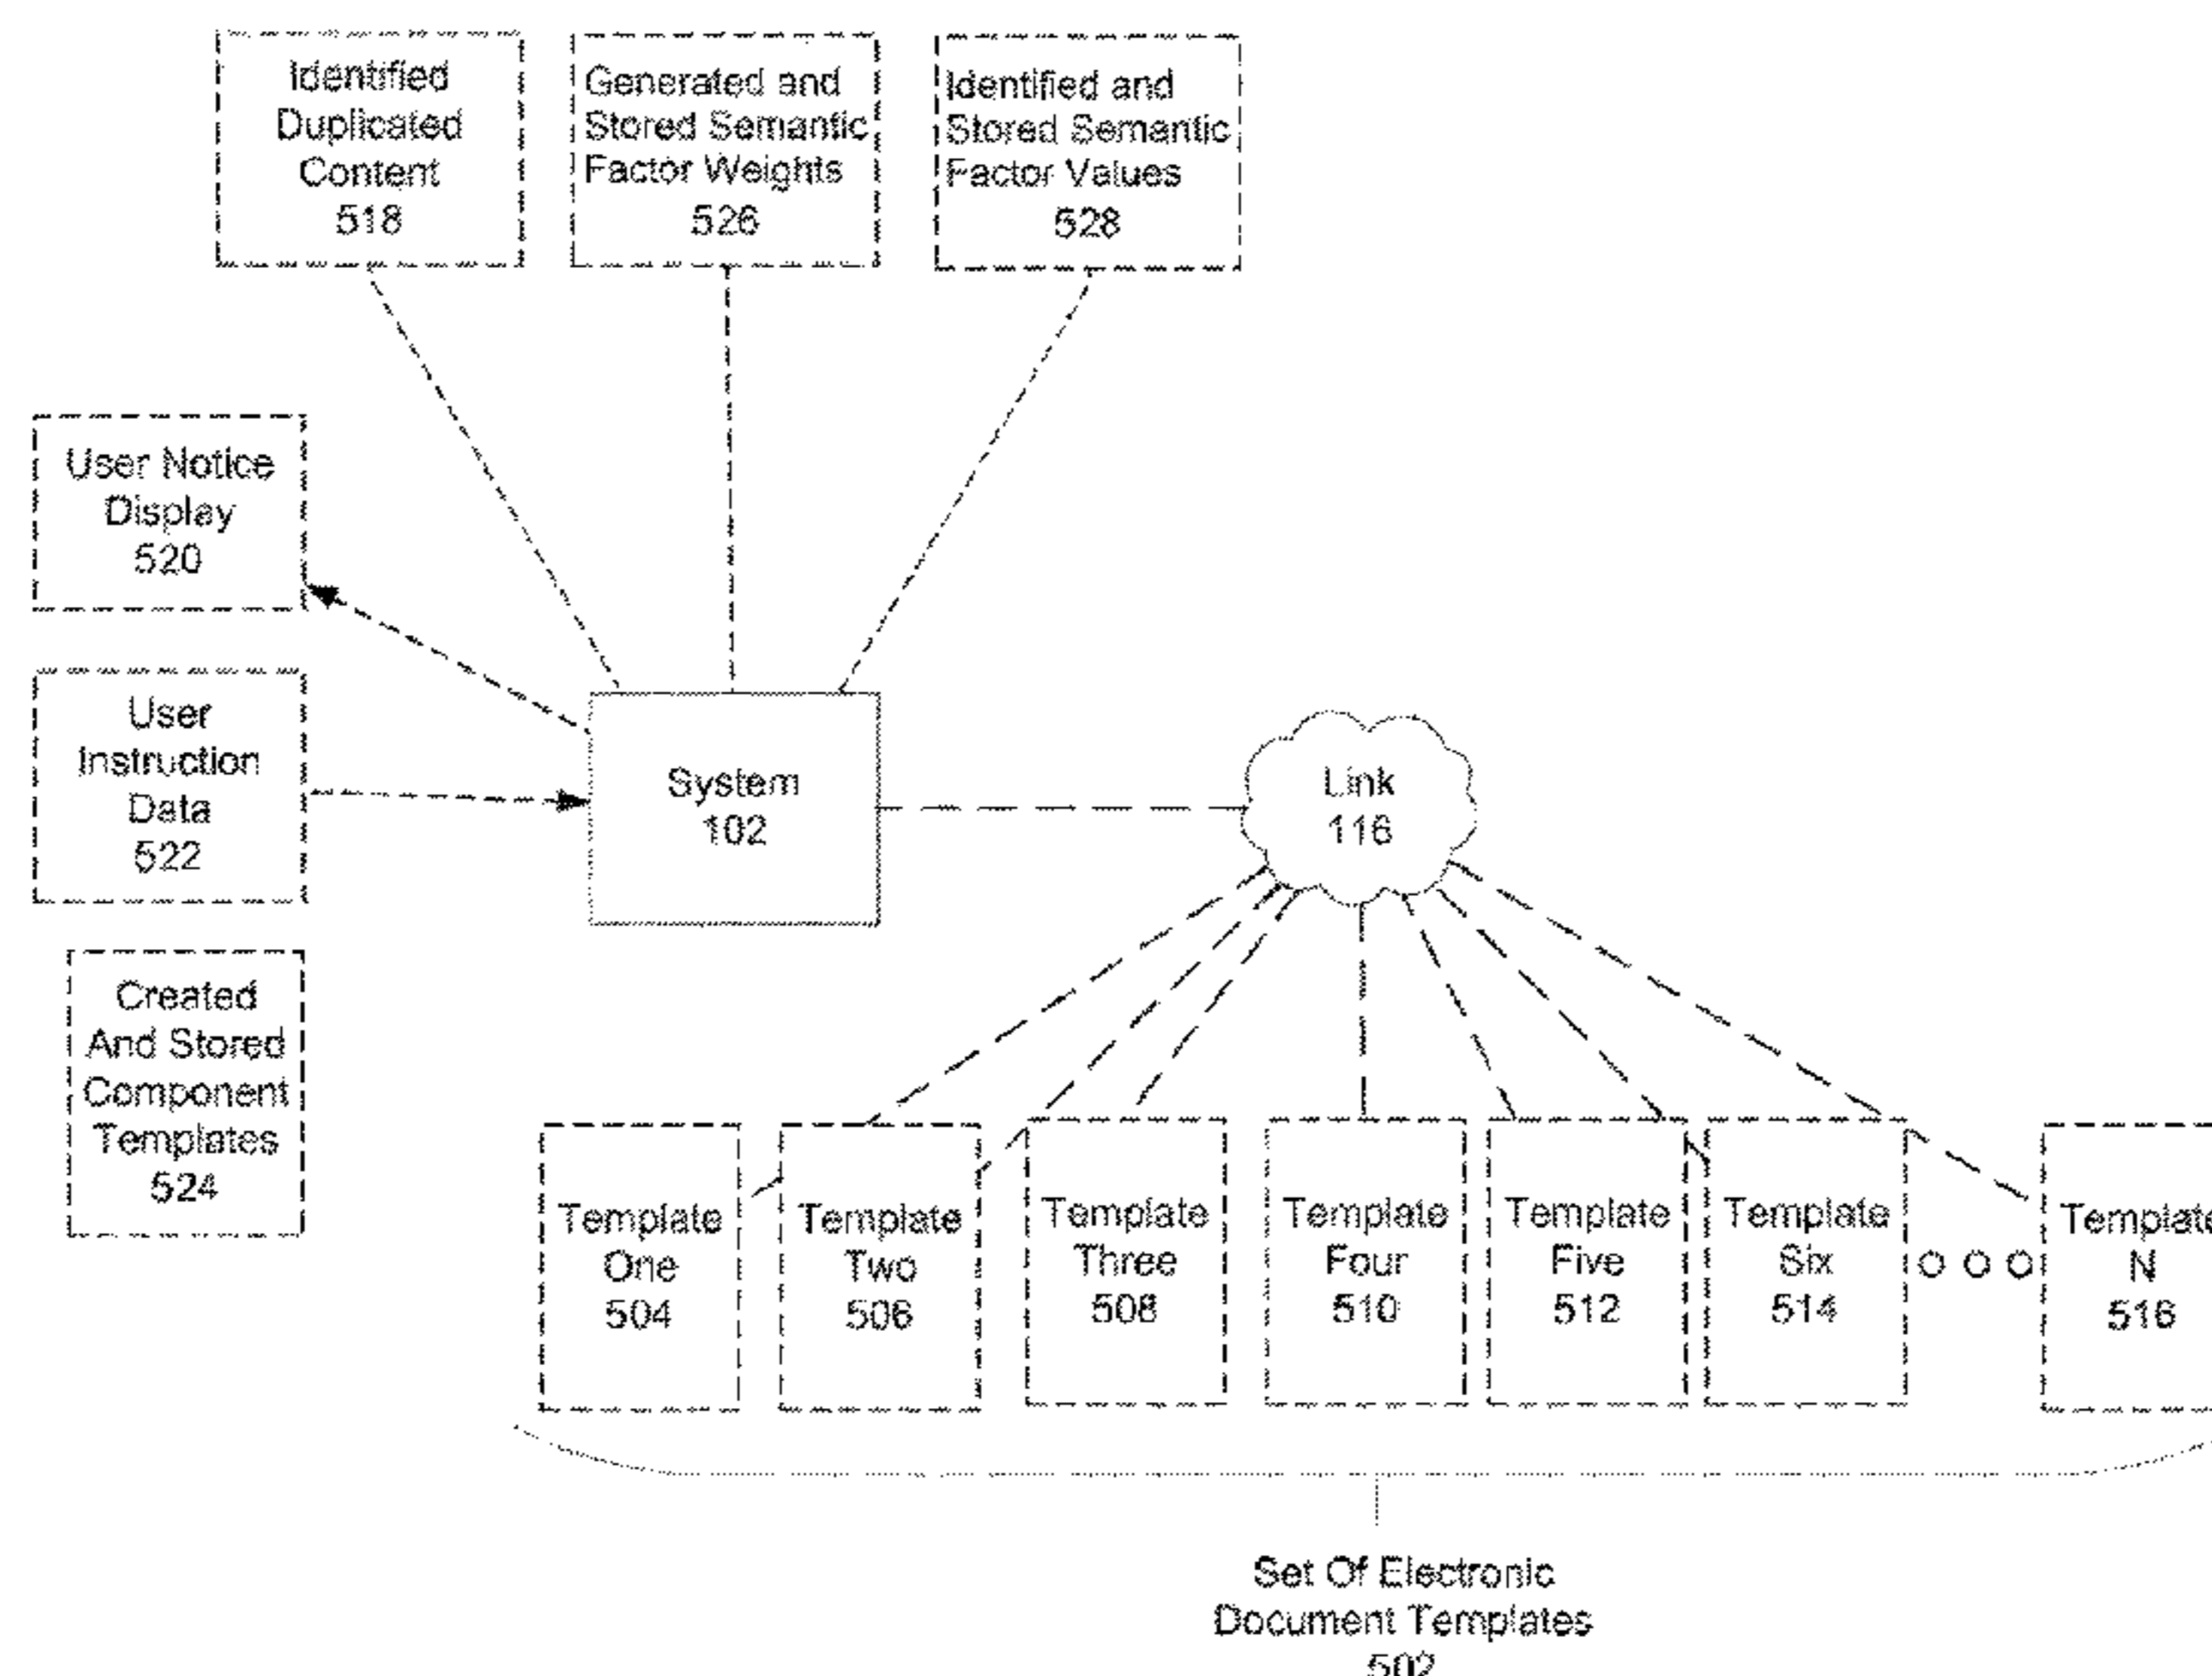 Identified
Duplicated
Content
518
Generated and
Stored Semantic
Factor Weights
526
Identified and
Stored Semantic
Factor Values
528
User Notice
Display
520
User
Instruction
Data
522
System
102
Link
116
Created
And Stored
Component
Templates
524
Template
One
504
Template
Two
506
Template
Three
508
Template
Four
510
Template
Five
512
Template
Six
514
Template
N
516
Set Of Electronic
Document Templates
502